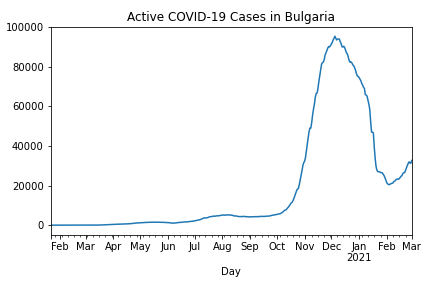 Active COVID-19 Cases in Bulgaria
100000
80000
60000
40000
20000
0
Feb Mar Apr May Jun Jul Aug Sep Oct Nov Dec Jan Feb Mar
2021
Day